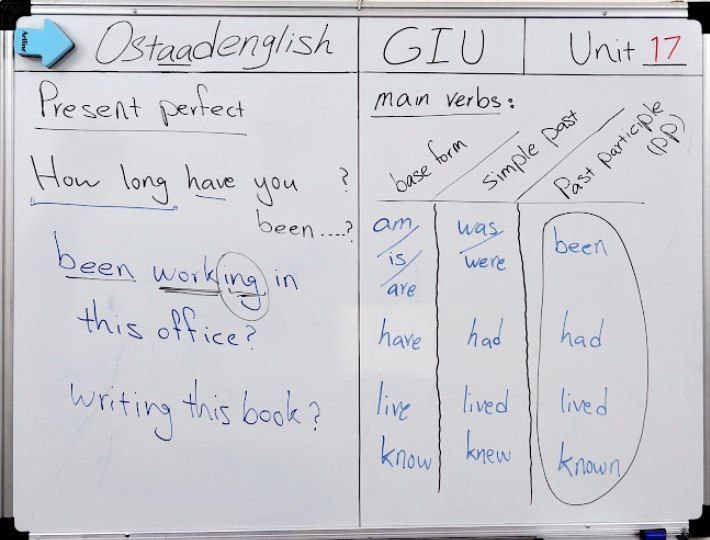 Artline
Ostaadenglish
GIU
Unit 17
Present perfect
How long have you ?
been ....?
been working in
this office?
writing this book?
main verbs:
base form
simple past
Past participle
(pp)
am/ was/ been
is/ were
are
have had had
live lived lived
know knew known